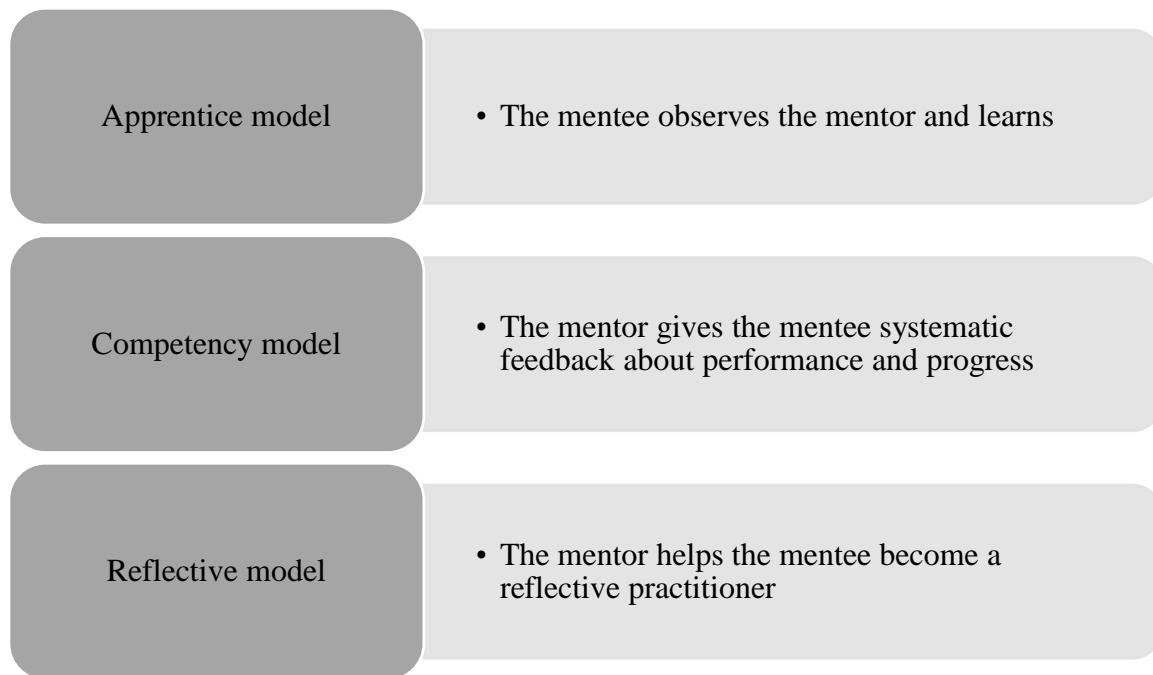 Apprentice model
• The mentee observes the mentor and learns
Competency model
• The mentor gives the mentee systematic
feedback about performance and progress
Reflective model
• The mentor helps the mentee become a
reflective practitioner